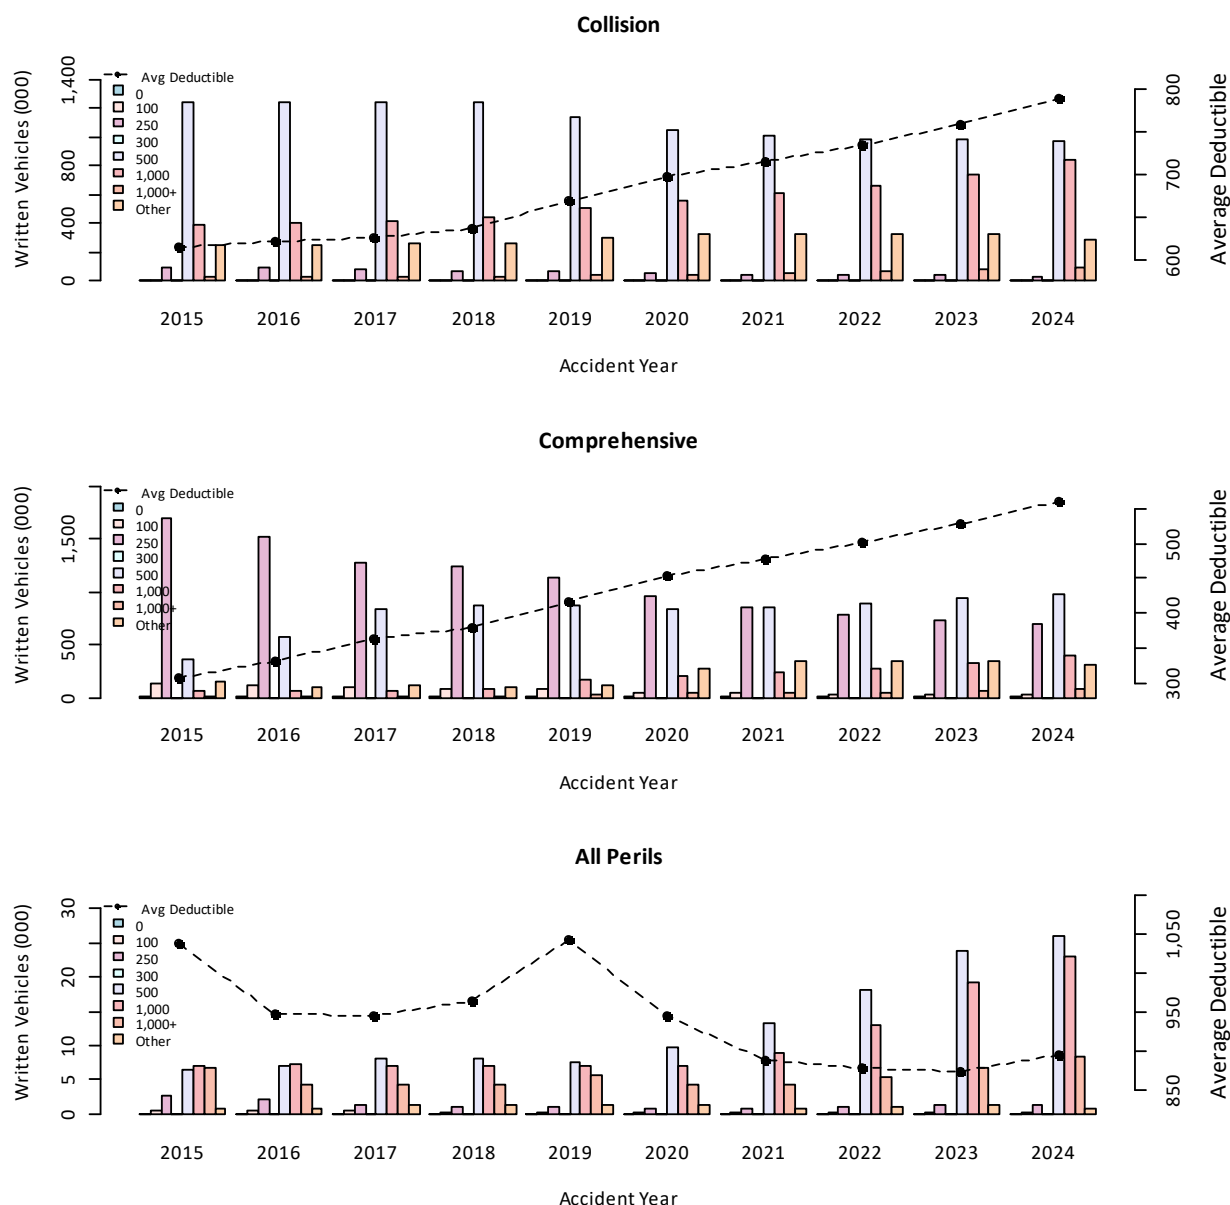 Collision
Written Vehicles (000)
1,400
800
400
0
Avg Deductible
0
100
250
300
500
1,000
1,000+
Other
800
700
600
Average Deductible
2015 2016 2017 2018 2019 2020 2021 2022 2023 2024
Accident Year
Comprehensive
Written Vehicles (000)
1,500
500
0
Avg Deductible
0
100
250
300
500
1,000
1,000+
Other
500
400
300
Average Deductible
2015 2016 2017 2018 2019 2020 2021 2022 2023 2024
Accident Year
All Perils
Written Vehicles (000)
30
20
10
5
0
Avg Deductible
0
100
250
300
500
1,000
1,000+
Other
1,050
950
850
Average Deductible
2015 2016 2017 2018 2019 2020 2021 2022 2023 2024
Accident Year